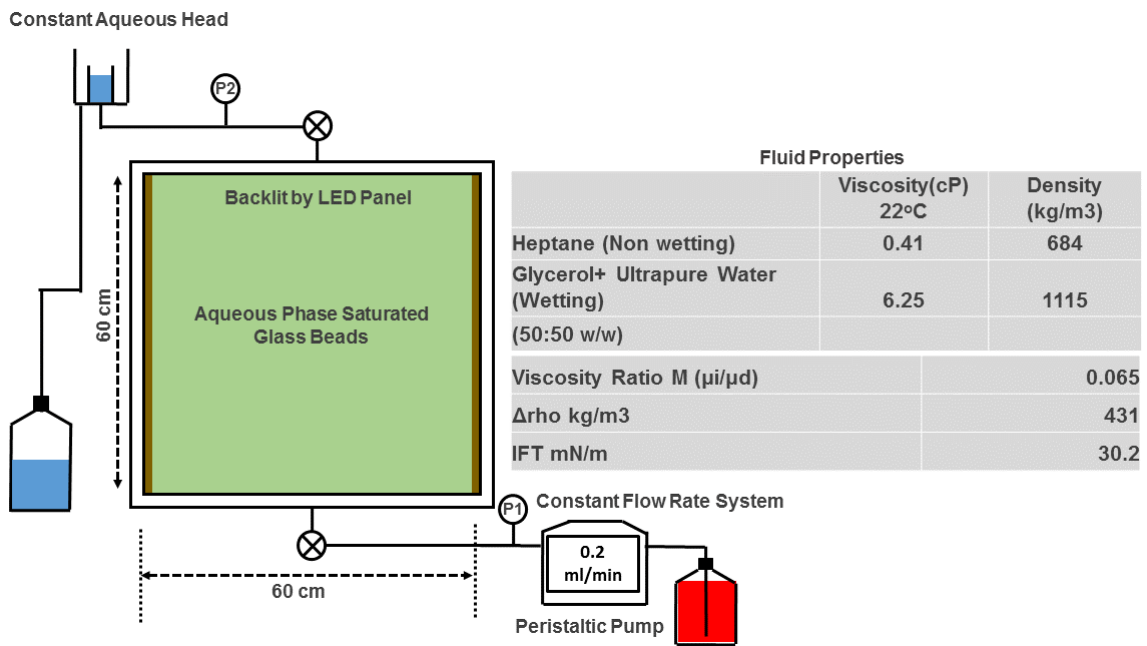 Constant Aqueous Head
P2
Backlit by LED Panel
60 cm
Aqueous Phase Saturated
Glass Beads
60 cm
P1
Constant Flow Rate System
0.2
ml/min
Peristaltic Pump
Fluid Properties
Viscosity(cP)
22oC
Density
(kg/m3)
Heptane (Non wetting) 0.41 684
Glycerol+ Ultrapure Water
(Wetting) 6.25 1115
(50:50 w/w)
Viscosity Ratio M (µi/µd) 0.065
Δrho kg/m3 431
IFT mN/m 30.2